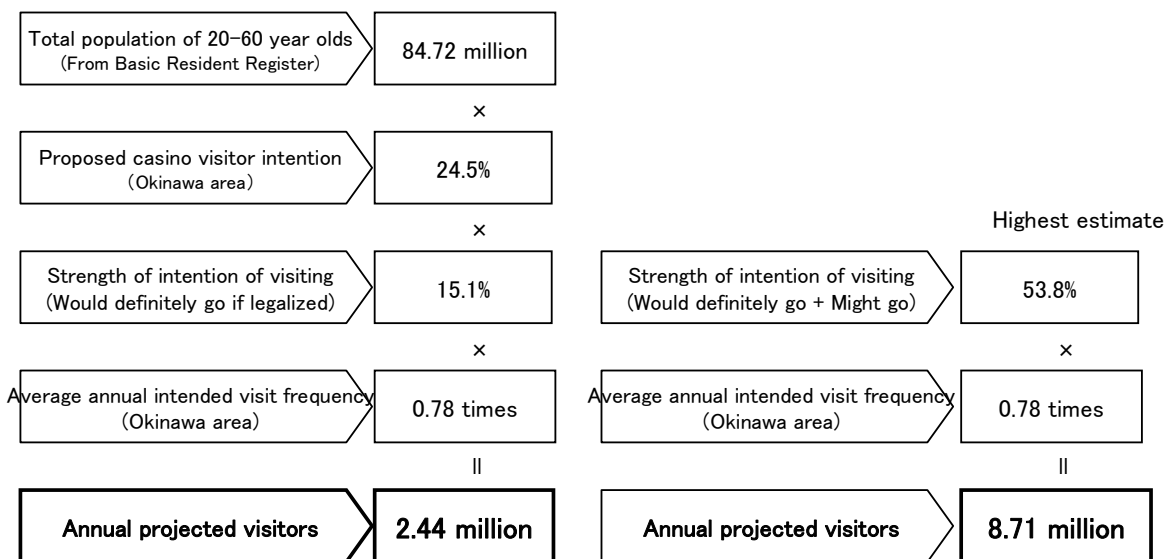 Total population of 20-60 year olds
(From Basic Resident Register)
84.72 million
×
Proposed casino visitor intention
(Okinawa area)
24.5%
×
Strength of intention of visiting
(Would definitely go if legalized)
15.1%
×
Average annual intended visit frequency
(Okinawa area)
0.78 times
=
Annual projected visitors
2.44 million
Highest estimate
Strength of intention of visiting
(Would definitely go + Might go)
53.8%
×
Average annual intended visit frequency
(Okinawa area)
0.78 times
=
Annual projected visitors
8.71 million